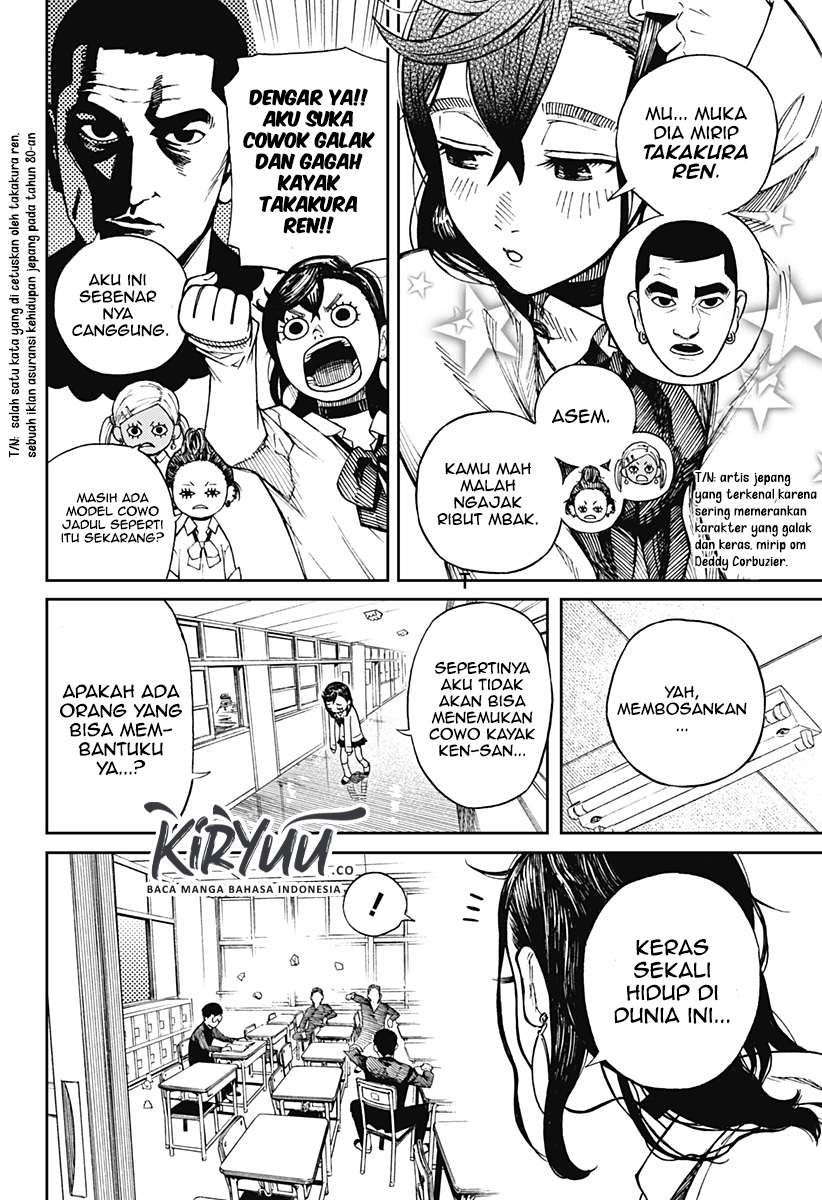 MU... MUKA
DIA MIRIP
TAKAKURA
REN.
ASEM.
KAMU MAH
MALAH
NGAJAK
RIBUT MBAK.
T/N: artis jepang
yang terkenal karena
sering memerankan
karakter yang galak
dan keras, mirip om
Deddy Corbuzier.
T
DENGAR YA!!
AKU SUKA
COWOK GALAK
DAN GAGAH
KAYAK
TAKAKURA
REN!!
AKU INI
SEBENAR
NYA
CANGGUNG.
MASIH ADA
MODEL COWO
JADUL SEPERTI
ITU SEKARANG?
T/N: salah satu kata yang di cetuskan oleh takakura ren.
sebuah iklan asuransi kehidupan jepang pada tahun 80-an
YAH,
MEMBOSANKAN
...
SEPERTINYA
AKU TIDAK
AKAN BISA
MENEMUKAN
COWO KAYAK
KEN-SAN...
APAKAH ADA
ORANG YANG
BISA MEM-
BANTUKU
YA...?
KIRYUU
.CO
BACA MANGA BAHASA INDONESIA
KERAS
SEKALI
HIDUP DI
DUNIA INI...
!